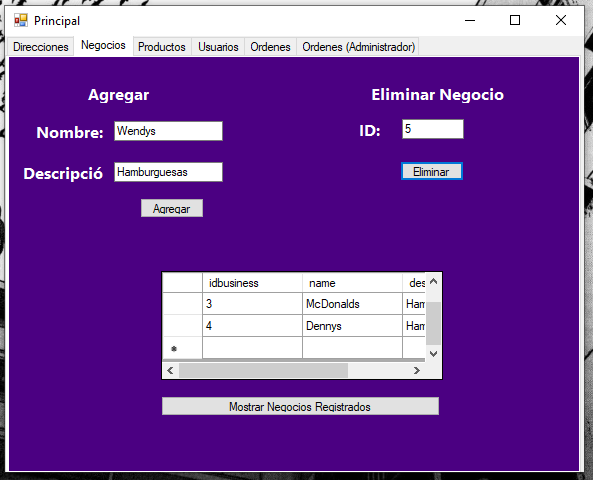 Principal
Direcciones Negocios Productos Usuarios Ordenes Ordenes (Administrador)
Agregar
Nombre: Wendys
Descripció Hamburguesas
Agregar
Eliminar Negocio
ID: 5
Eliminar
idbusiness name des
3 McDonalds Ham
4 Dennys Ham
*
Mostrar Negocios Registrados